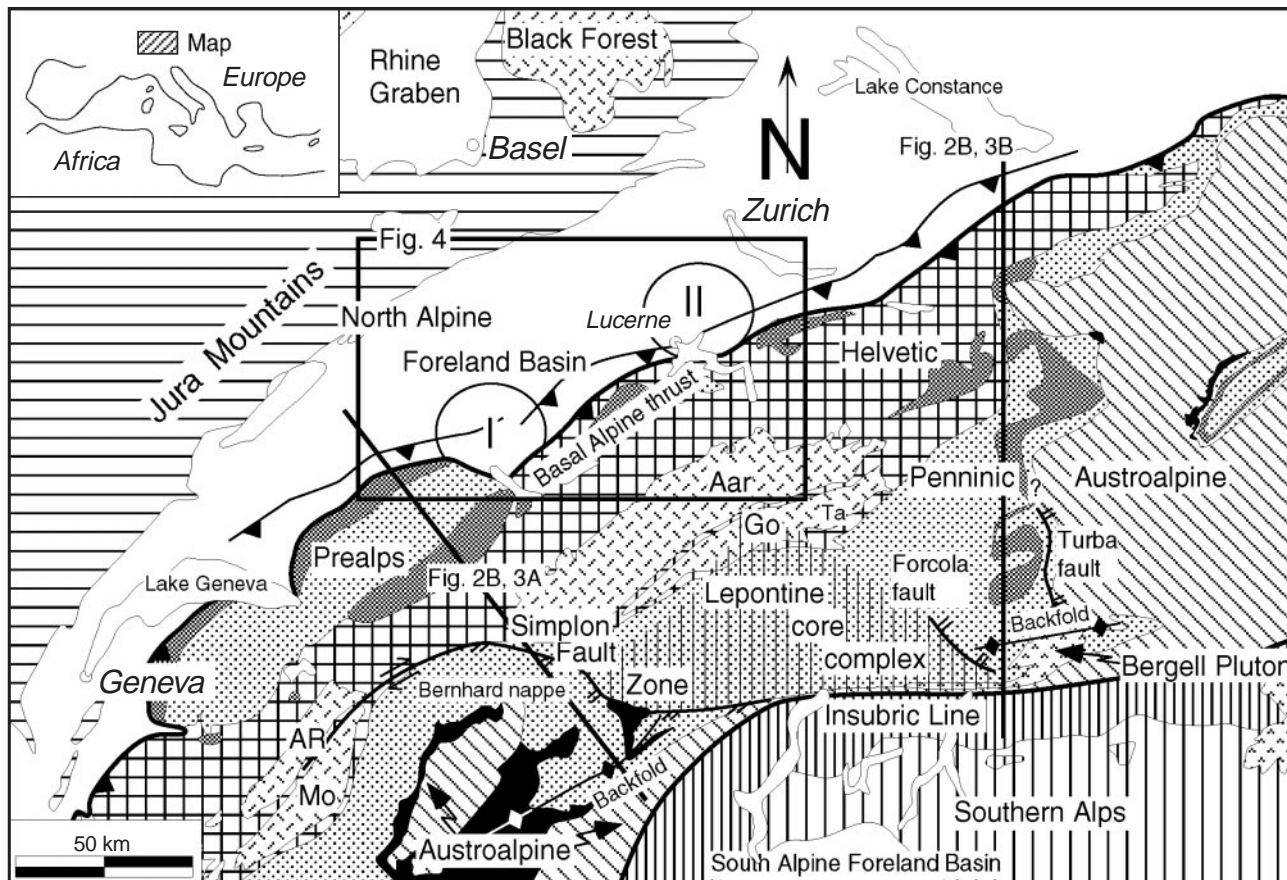 Map
Europe
Africa
Rhine
Graben
Black Forest
Basel
N
Lake Constance
Fig. 2B, 3B
Zurich
Fig. 4
Jura Mountains
North Alpine
Foreland Basin
Lucerne
II
I´
Basal Alpine thrust
Helvetic
Aar
Penninic
?
Austroalpine
Go
Ta
Prealps
Lake Geneva
Fig. 2B, 3A
Geneva
Simplon
Fault
Zone
Lepontine
core
complex
Forcola
fault
Turba
fault
Backfold
Bergell Pluton
Bernhard nappe
Insubric Line
AR
Mo
Backfold
Austroalpine
Southern Alps
South Alpine Foreland Basin
50 km